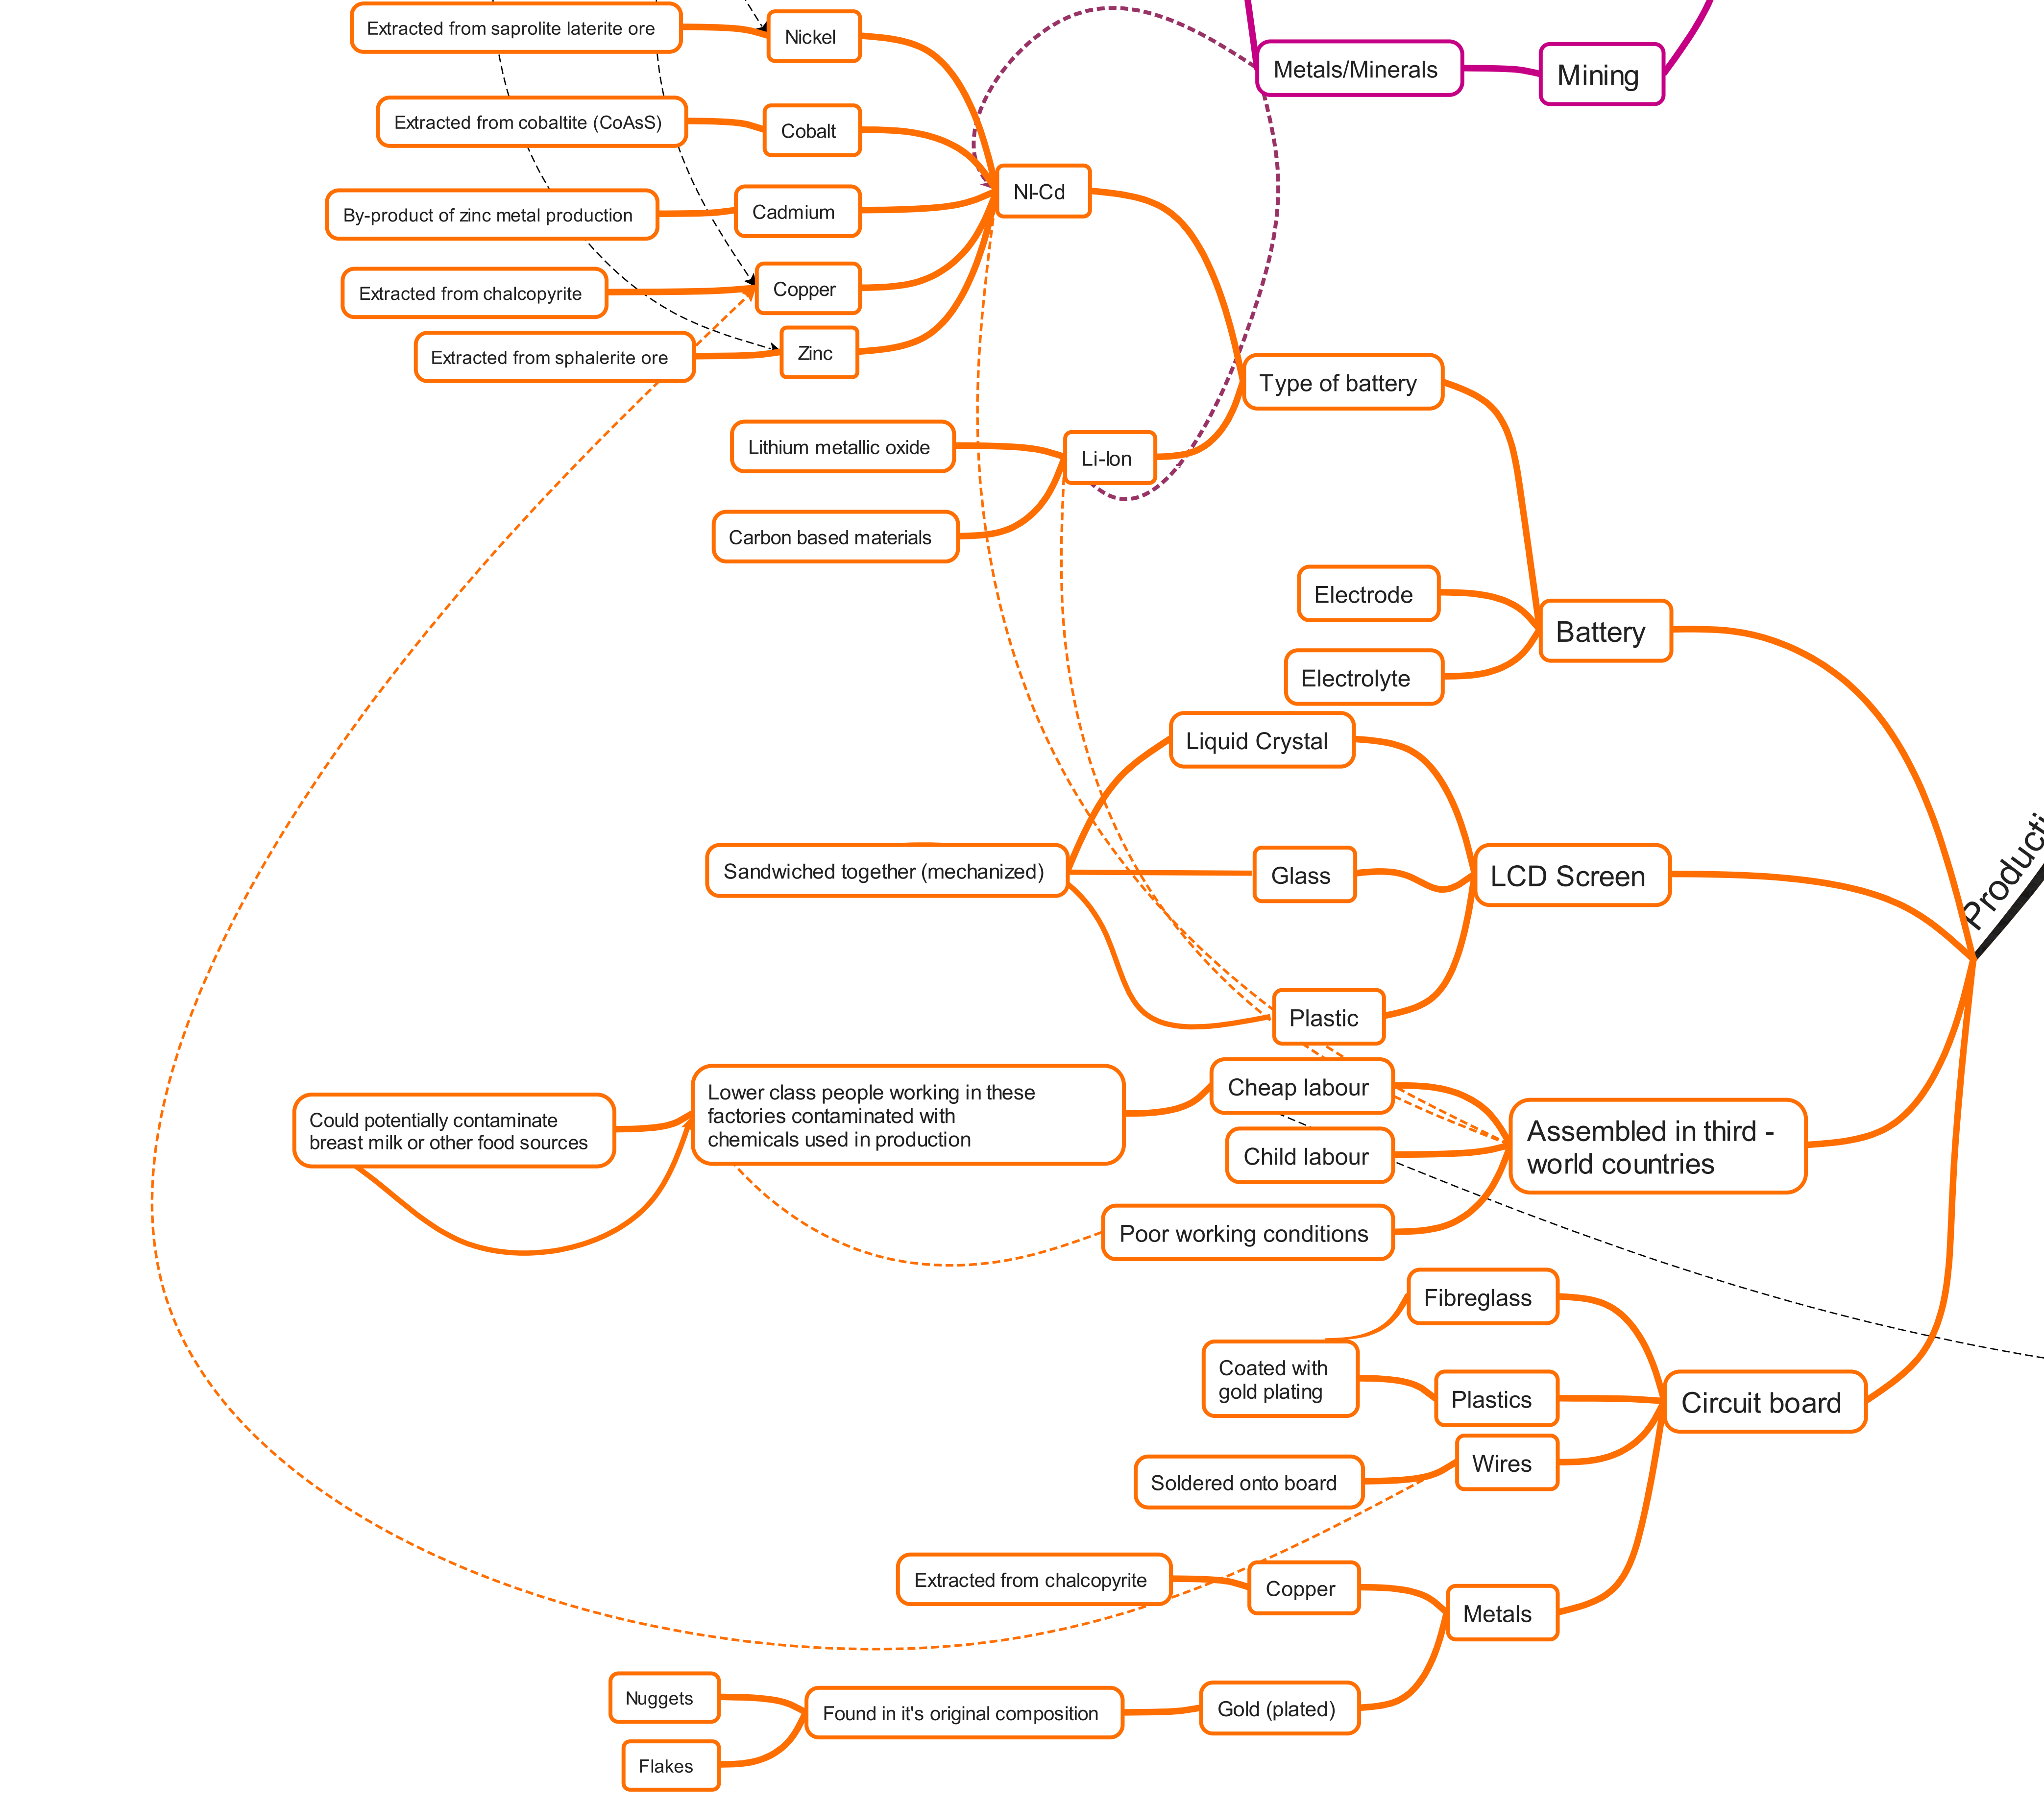 Extracted from saprolite laterite ore
Nickel
Metals/Minerals
Mining
Extracted from cobaltite (CoAsS)
Cobalt
By-product of zinc metal production
Cadmium
NI-Cd
Extracted from chalcopyrite
Copper
Extracted from sphalerite ore
Zinc
Type of battery
Lithium metallic oxide
Li-Ion
Carbon based materials
Electrode
Battery
Electrolyte
Liquid Crystal
Sandwiched together (mechanized)
Glass
LCD Screen
Producti
Plastic
Cheap labour
Lower class people working in these
factories contaminated with
chemicals used in production
Could potentially contaminate
breast milk or other food sources
Child labour
Assembled in third -
world countries
Poor working conditions
Fibreglass
Coated with
gold plating
Plastics
Circuit board
Wires
Soldered onto board
Extracted from chalcopyrite
Copper
Metals
Nuggets
Found in it's original composition
Gold (plated)
Flakes